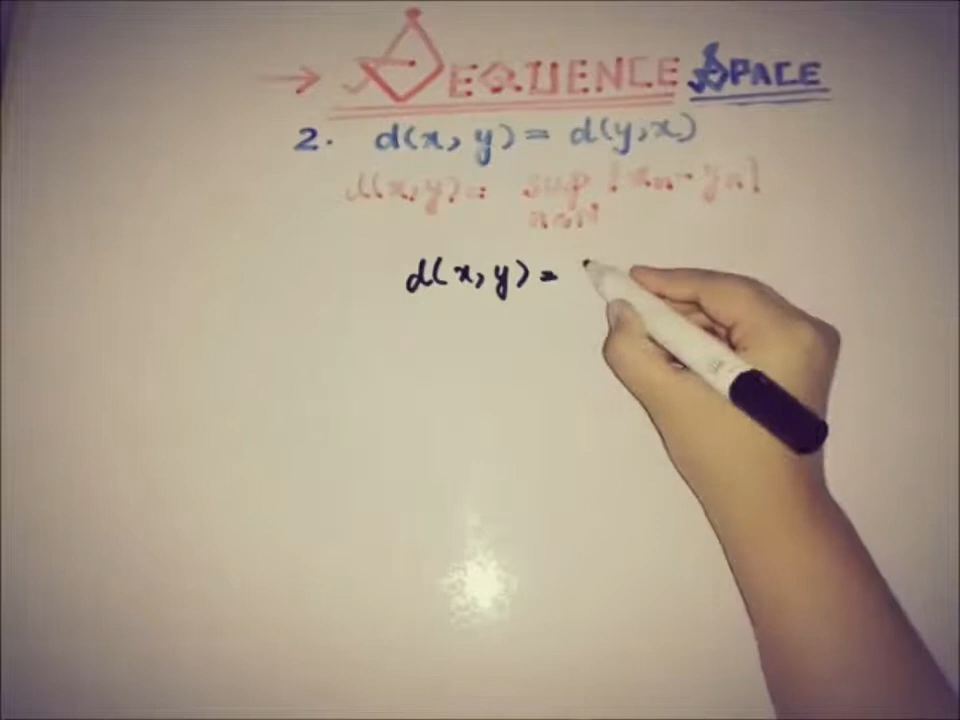 → SEQUENCE SPACE
2. d(x, y) = d(y, x)
d(x, y) = sup |xn - yn|
n∈N
d(x, y) =